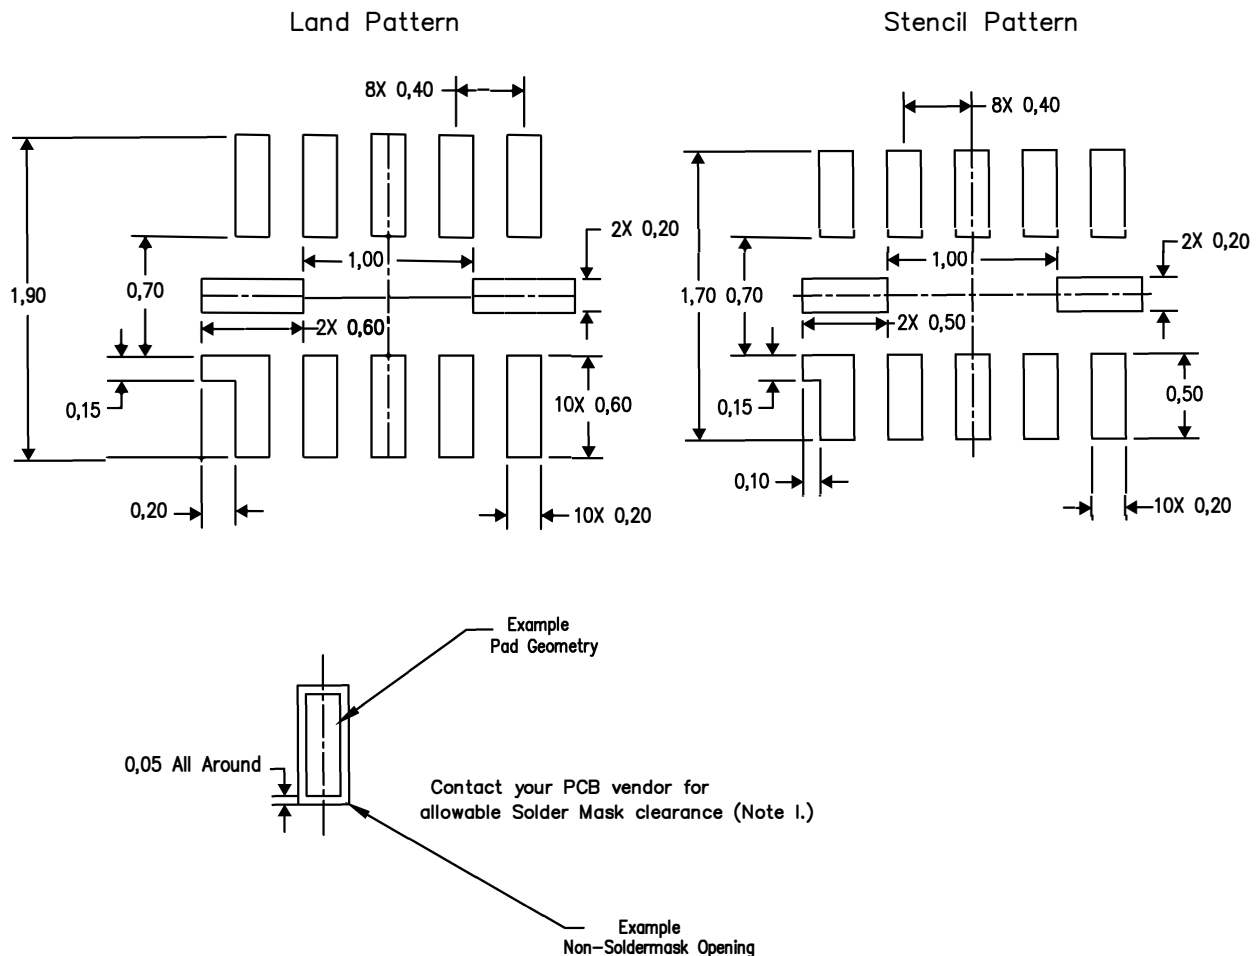 Land Pattern
Stencil Pattern
8X 0,40
8X 0,40
2X 0,20
2X 0,20
1,00
1,00
1,90
0,70
1,70
0,70
2X 0,60
2X 0,50
0,15
10X 0,60
0,15
0,50
0,20
10X 0,20
0,10
10X 0,20
Example
Pad Geometry
0,05 All Around
Contact your PCB vendor for
allowable Solder Mask clearance (Note I.)
Example
Non-Soldermask Opening